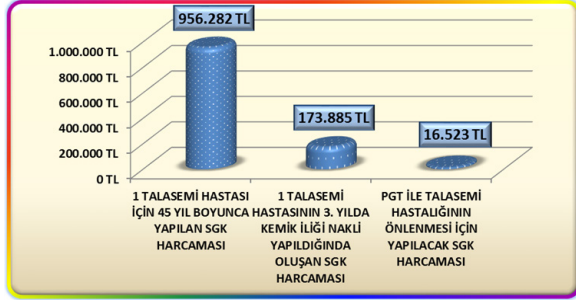 956.282 TL
1.000.000 TL
800.000 TL
600.000 TL
400.000 TL
200.000 TL
0 TL
173.885 TL
16.523 TL
1 TALASEMİ HASTASI
İÇİN 45 YIL BOYUNCA
YAPILAN SGK
HARCAMASI
1 TALASEMİ
HASTASININ 3. YILDA
KEMİK İLİĞİ NAKLİ
YAPILDIĞINDA
OLUŞAN SGK
HARCAMASI
PGT İLE TALASEMİ
HASTALIĞININ
ÖNLENMESİ İÇİN
YAPILACAK SGK
HARCAMASI